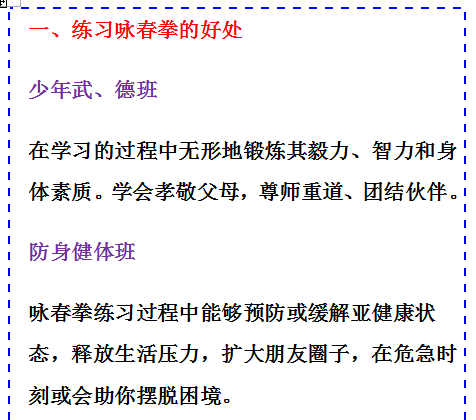 一、练习咏春拳的好处
少年武、德班
在学习的过程中无形地锻炼其毅力、智力和身
体素质。学会孝敬父母，尊师重道、团结伙伴。
防身健体班
咏春拳练习过程中能够预防或缓解亚健康状
态，释放生活压力，扩大朋友圈子，在危急时
刻或会助你摆脱困境。